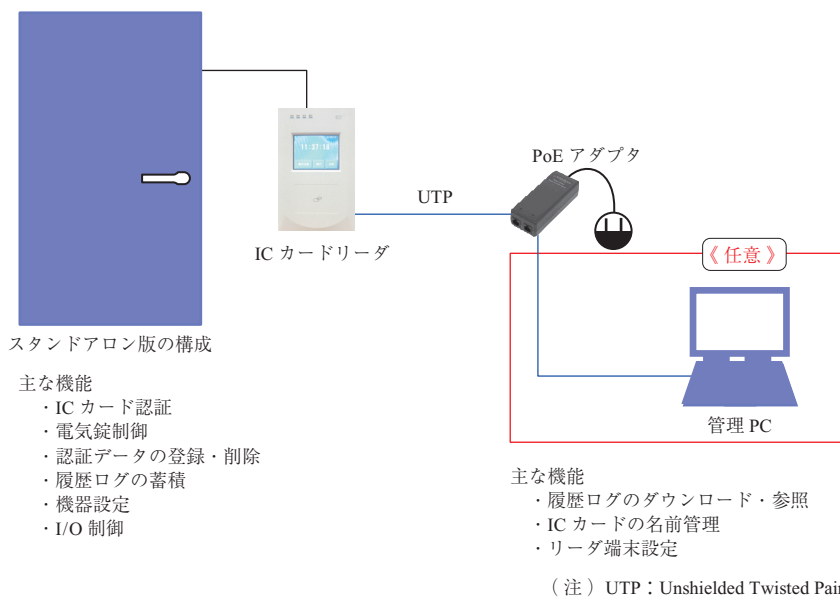 11:37:18
PoE アダプタ
UTP
IC カードリーダ
《 任意 》
スタンドアロン版の構成
管理 PC
主な機能
・IC カード認証
・電気錠制御
・認証データの登録・削除
・履歴ログの蓄積
・機器設定
・I/O 制御
主な機能
・履歴ログのダウンロード・参照
・IC カードの名前管理
・リーダ端末設定
（注）UTP：Unshielded Twisted Pair